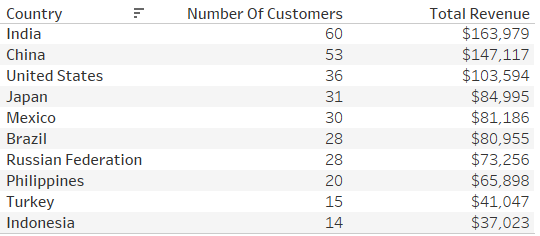 Country Number Of Customers Total Revenue
India 60 $163,979
China 53 $147,117
United States 36 $103,594
Japan 31 $84,995
Mexico 30 $81,186
Brazil 28 $80,955
Russian Federation 28 $73,256
Philippines 20 $65,898
Turkey 15 $41,047
Indonesia 14 $37,023